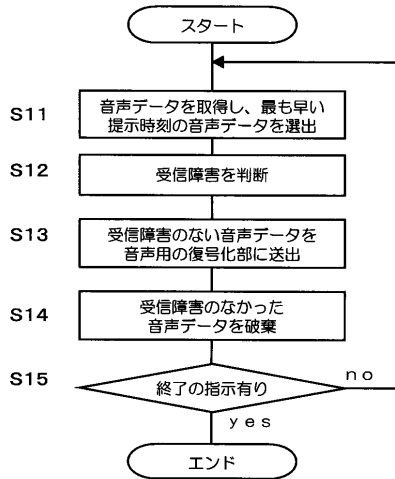 スタート
S11
音声データを取得し、最も早い
提示時刻の音声データを選出
S12
受信障害を判断
S13
受信障害のない音声データを
音声用の復号化部に送出
S14
受信障害のなかった
音声データを破棄
S15
終了の指示有り
no
yes
エンド